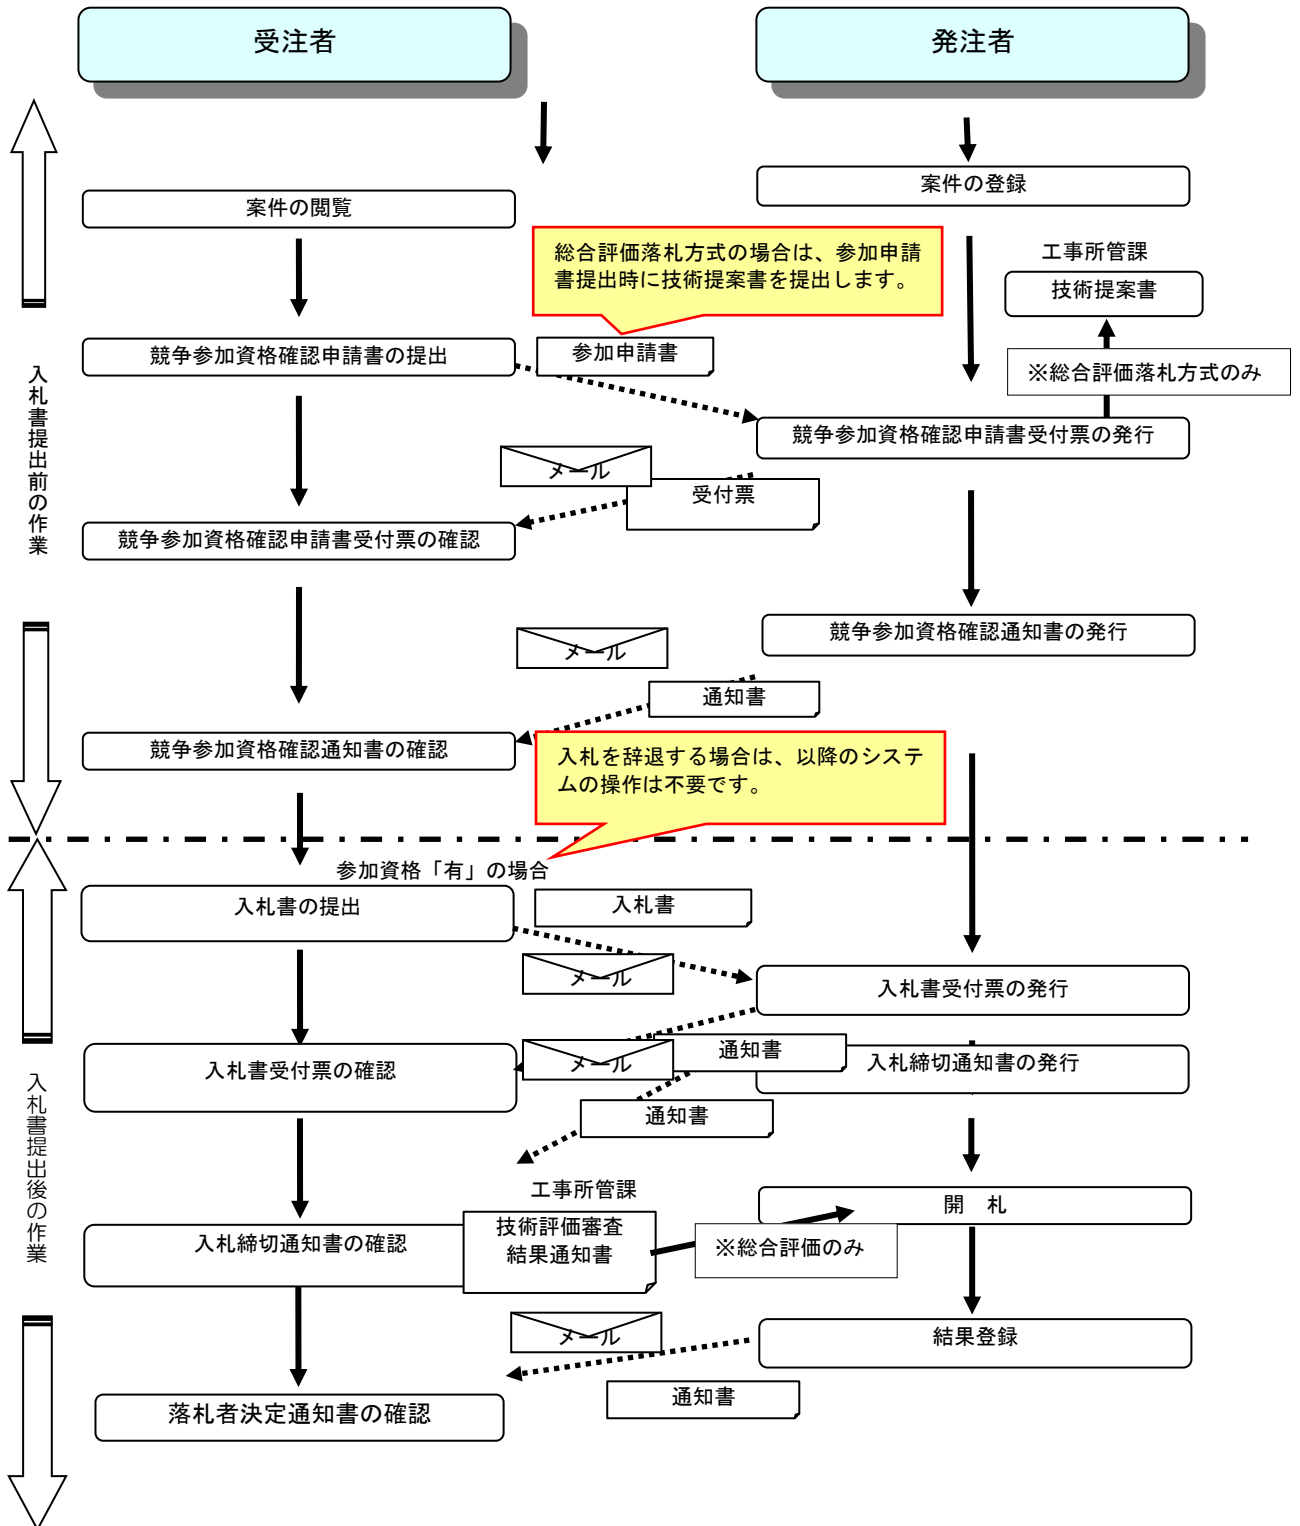 受注者
発注者
案件の登録
案件の閲覧
総合評価落札方式の場合は、参加申請
書提出時に技術提案書を提出します。
工事所管課
技術提案書
競争参加資格確認申請書の提出
参加申請書
※総合評価落札方式のみ
入札書提出前の作業
競争参加資格確認申請書受付票の発行
メール
受付票
競争参加資格確認申請書受付票の確認
競争参加資格確認通知書の発行
メール
通知書
競争参加資格確認通知書の確認
入札を辞退する場合は、以降のシステ
ムの操作は不要です。
参加資格「有」の場合
入札書の提出
入札書
メール
入札書受付票の発行
入札書受付票の確認
メール
通知書
入札締切通知書の発行
通知書
入札書提出後の作業
工事所管課
開 札
入札締切通知書の確認
技術評価審査
結果通知書
※総合評価のみ
メール
結果登録
通知書
落札者決定通知書の確認